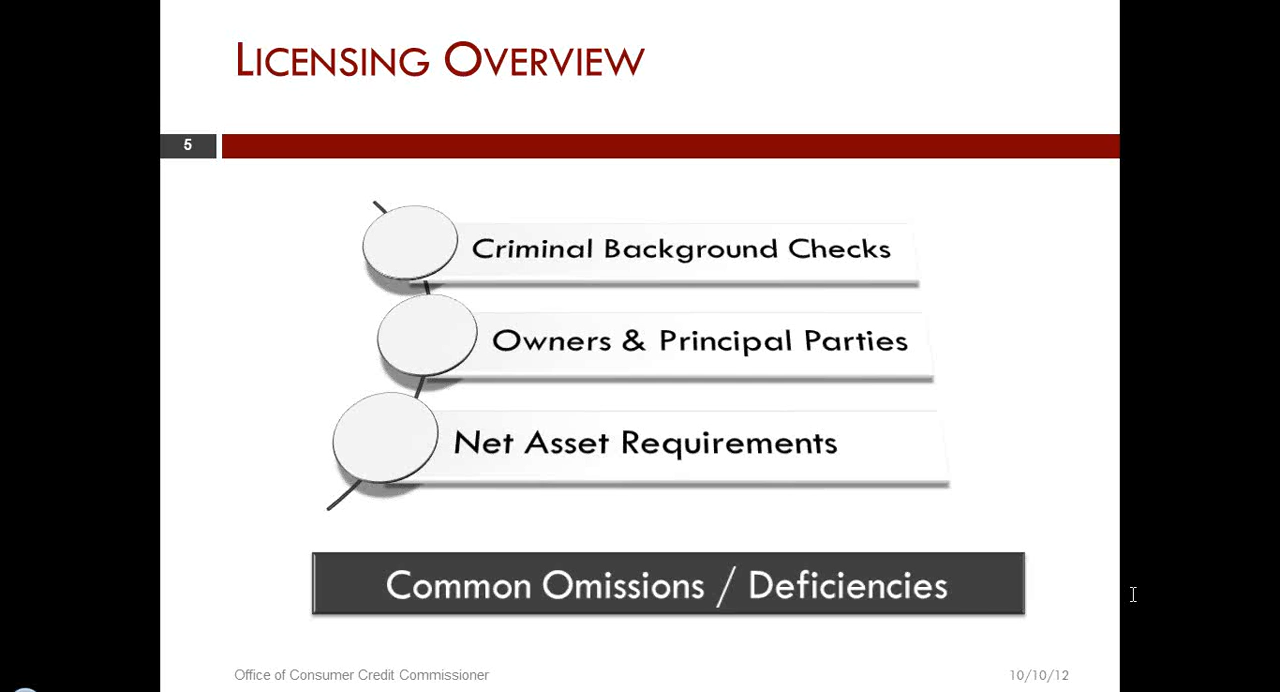 Licensing Overview
5
Criminal Background Checks
Owners & Principal Parties
Net Asset Requirements
Common Omissions / Deficiencies
Office of Consumer Credit Commissioner
10/10/12